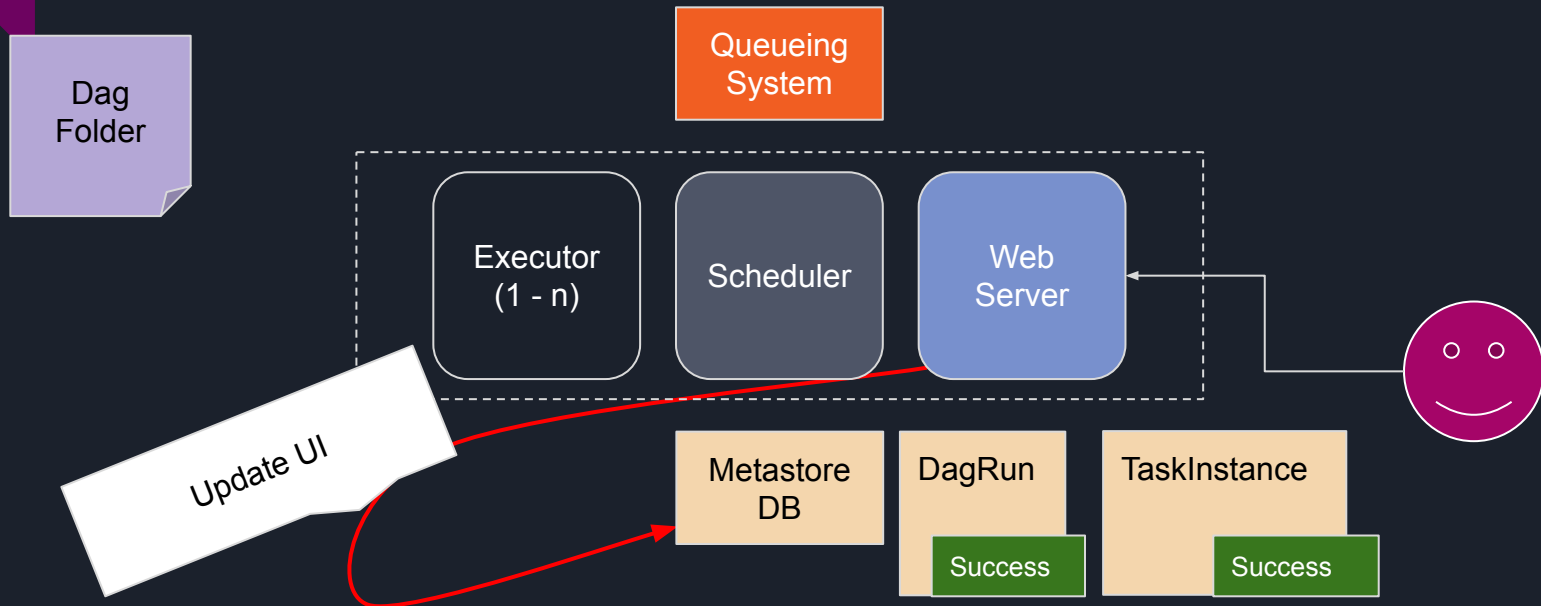 Queueing
System
Dag
Folder
Executor
(1 - n)
Scheduler
Web
Server
Update UI
Metastore
DB
DagRun
TaskInstance
Success
Success